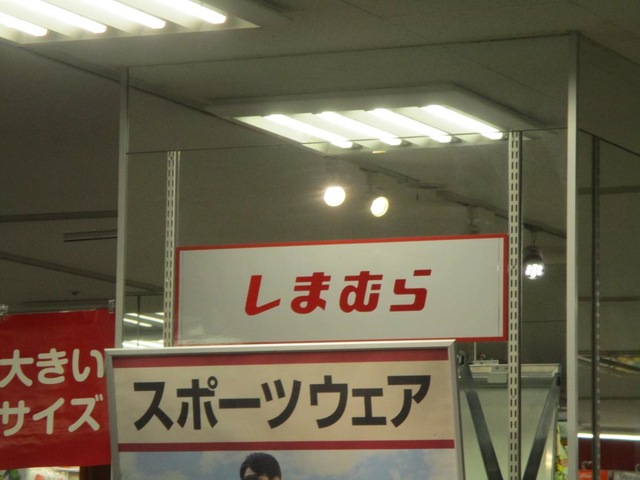 しまむら
大きい
サイズ
スポーツウェア